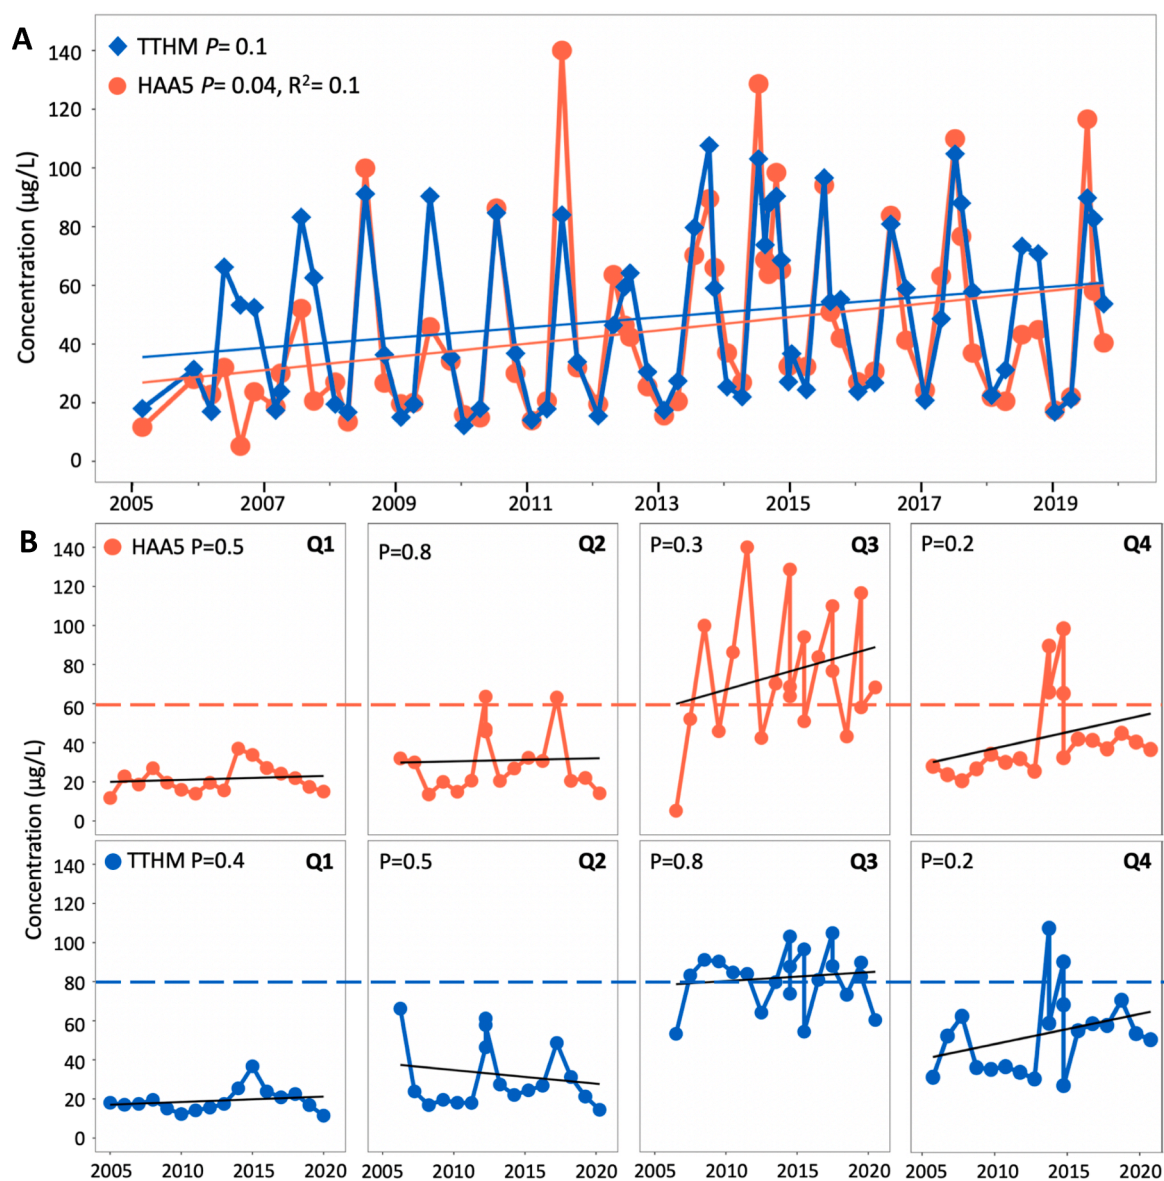 A
TTHM P= 0.1
HAA5 P= 0.04, R²= 0.1
Concentration (µg/L)
140
120
100
80
60
40
20
0
2005 2007 2009 2011 2013 2015 2017 2019
B
HAA5 P=0.5 Q1
P=0.8 Q2
P=0.3 Q3
P=0.2 Q4
Concentration (µg/L)
140
120
100
80
60
40
20
0
TTHM P=0.4 Q1
P=0.5 Q2
P=0.8 Q3
P=0.2 Q4
140
120
100
80
60
40
20
0
2005 2010 2015 2020 2005 2010 2015 2020 2005 2010 2015 2020 2005 2010 2015 2020